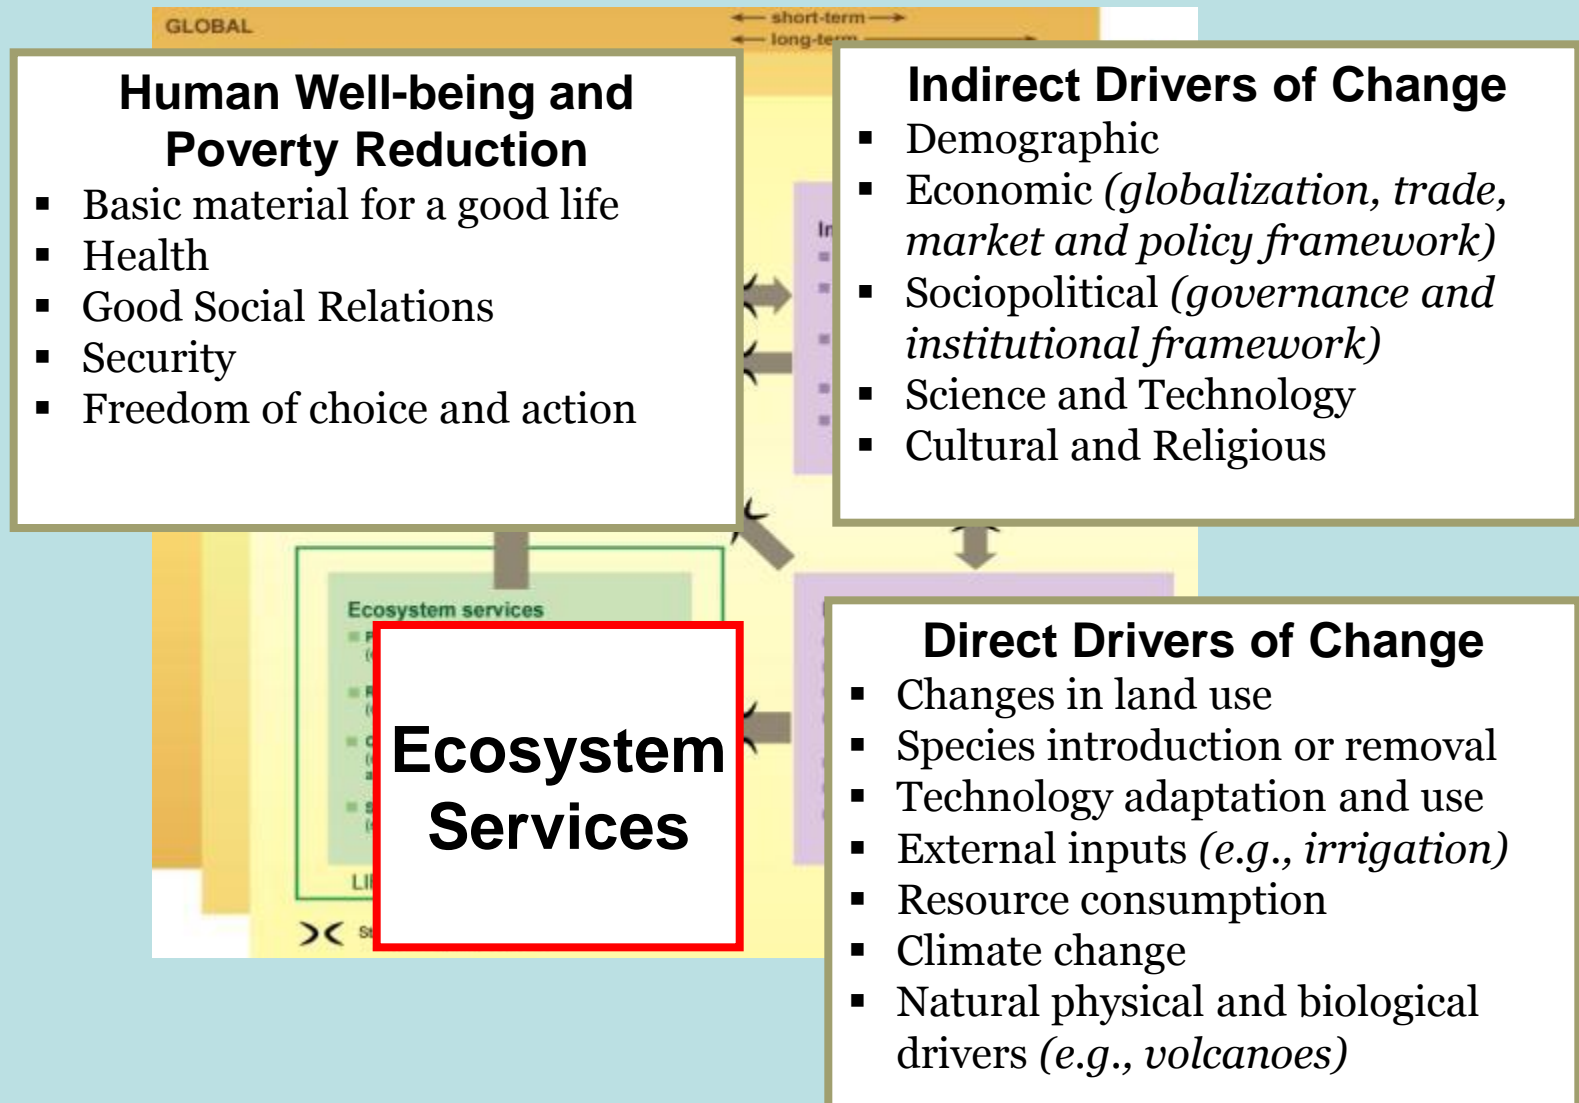 GLOBAL
short-term
long-term
Human Well-being and
Poverty Reduction
▪ Basic material for a good life
▪ Health
▪ Good Social Relations
▪ Security
▪ Freedom of choice and action
Indirect Drivers of Change
▪ Demographic
▪ Economic (globalization, trade,
market and policy framework)
▪ Sociopolitical (governance and
institutional framework)
▪ Science and Technology
▪ Cultural and Religious
Ecosystem services
Ecosystem
Services
Direct Drivers of Change
▪ Changes in land use
▪ Species introduction or removal
▪ Technology adaptation and use
▪ External inputs (e.g., irrigation)
▪ Resource consumption
▪ Climate change
▪ Natural physical and biological
drivers (e.g., volcanoes)